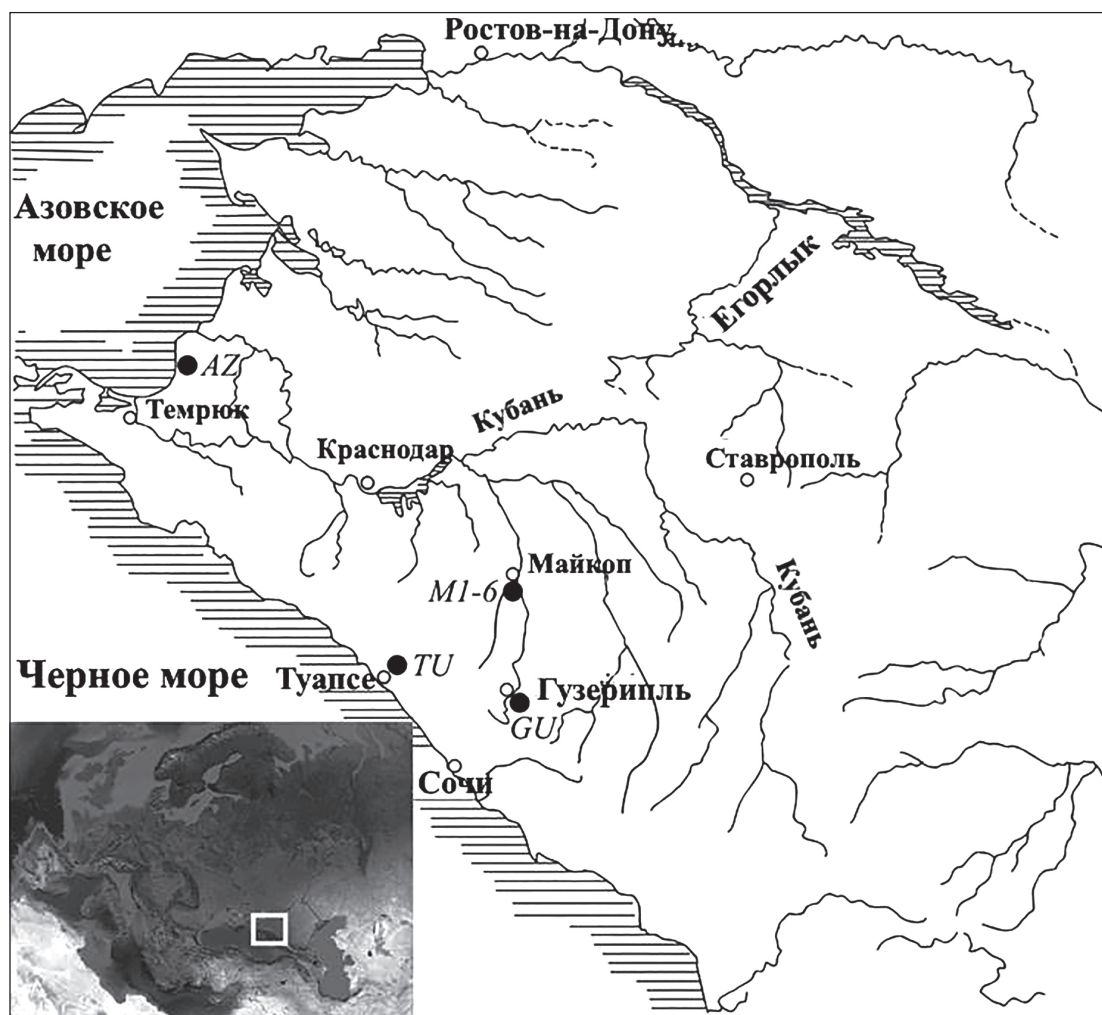 Ростов-на-Дону
Азовское
море
Егорлык
AZ
Темрюк
Кубань
Краснодар
Ставрополь
Майкоп
M1-6
Кубань
TU
Черное море
Туапсе
Гузерипль
GU
Сочи